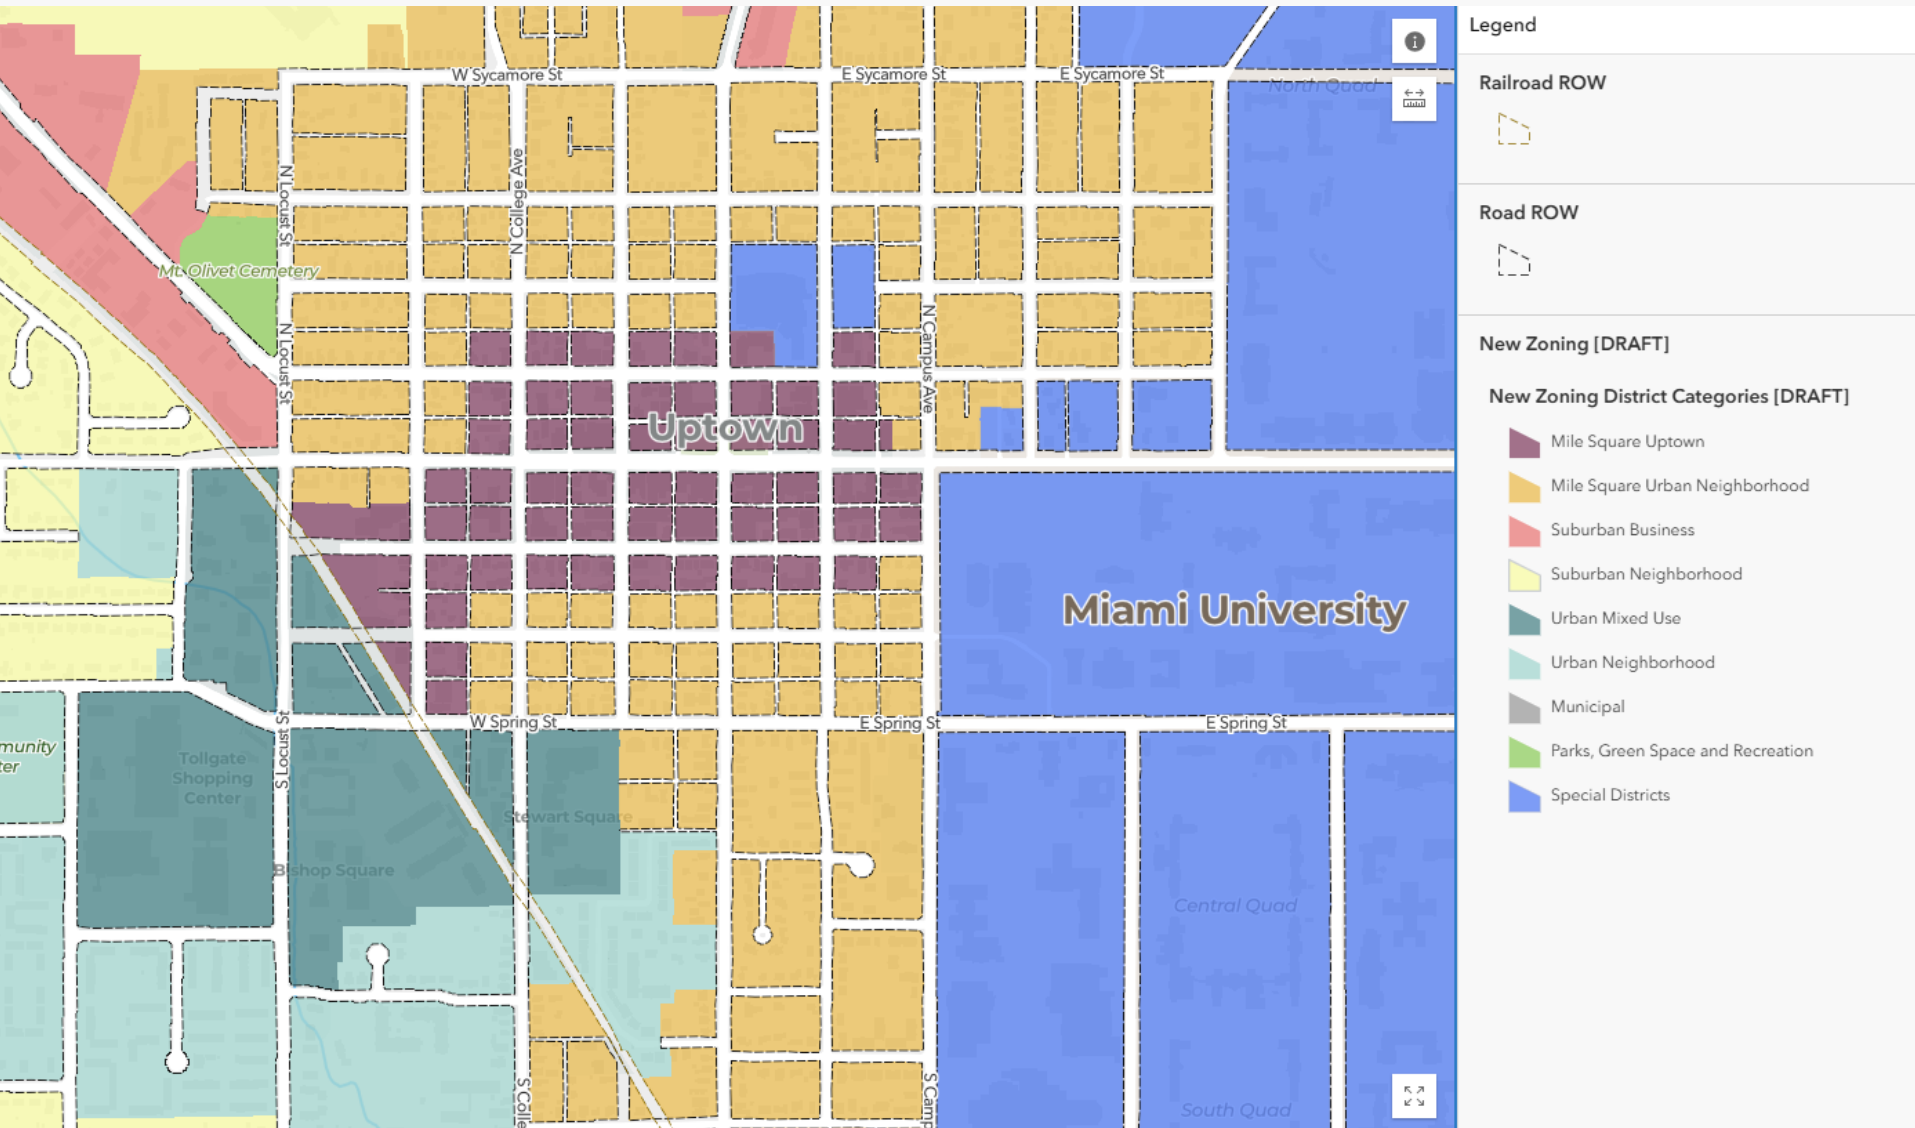 W Sycamore St
E Sycamore St
E Sycamore St
North Quad
N Locust St
N College Ave
Mt. Olivet Cemetery
N Locust St
N Campus Ave
Uptown
Miami University
W Spring St
E Spring St
E Spring St
S Locust St
munity
ter
Tollgate
Shopping
Center
Stewart Square
Bishop Square
Central Quad
S Colle
S Camp
South Quad
Legend
Railroad ROW
Road ROW
New Zoning [DRAFT]
New Zoning District Categories [DRAFT]
Mile Square Uptown
Mile Square Urban Neighborhood
Suburban Business
Suburban Neighborhood
Urban Mixed Use
Urban Neighborhood
Municipal
Parks, Green Space and Recreation
Special Districts